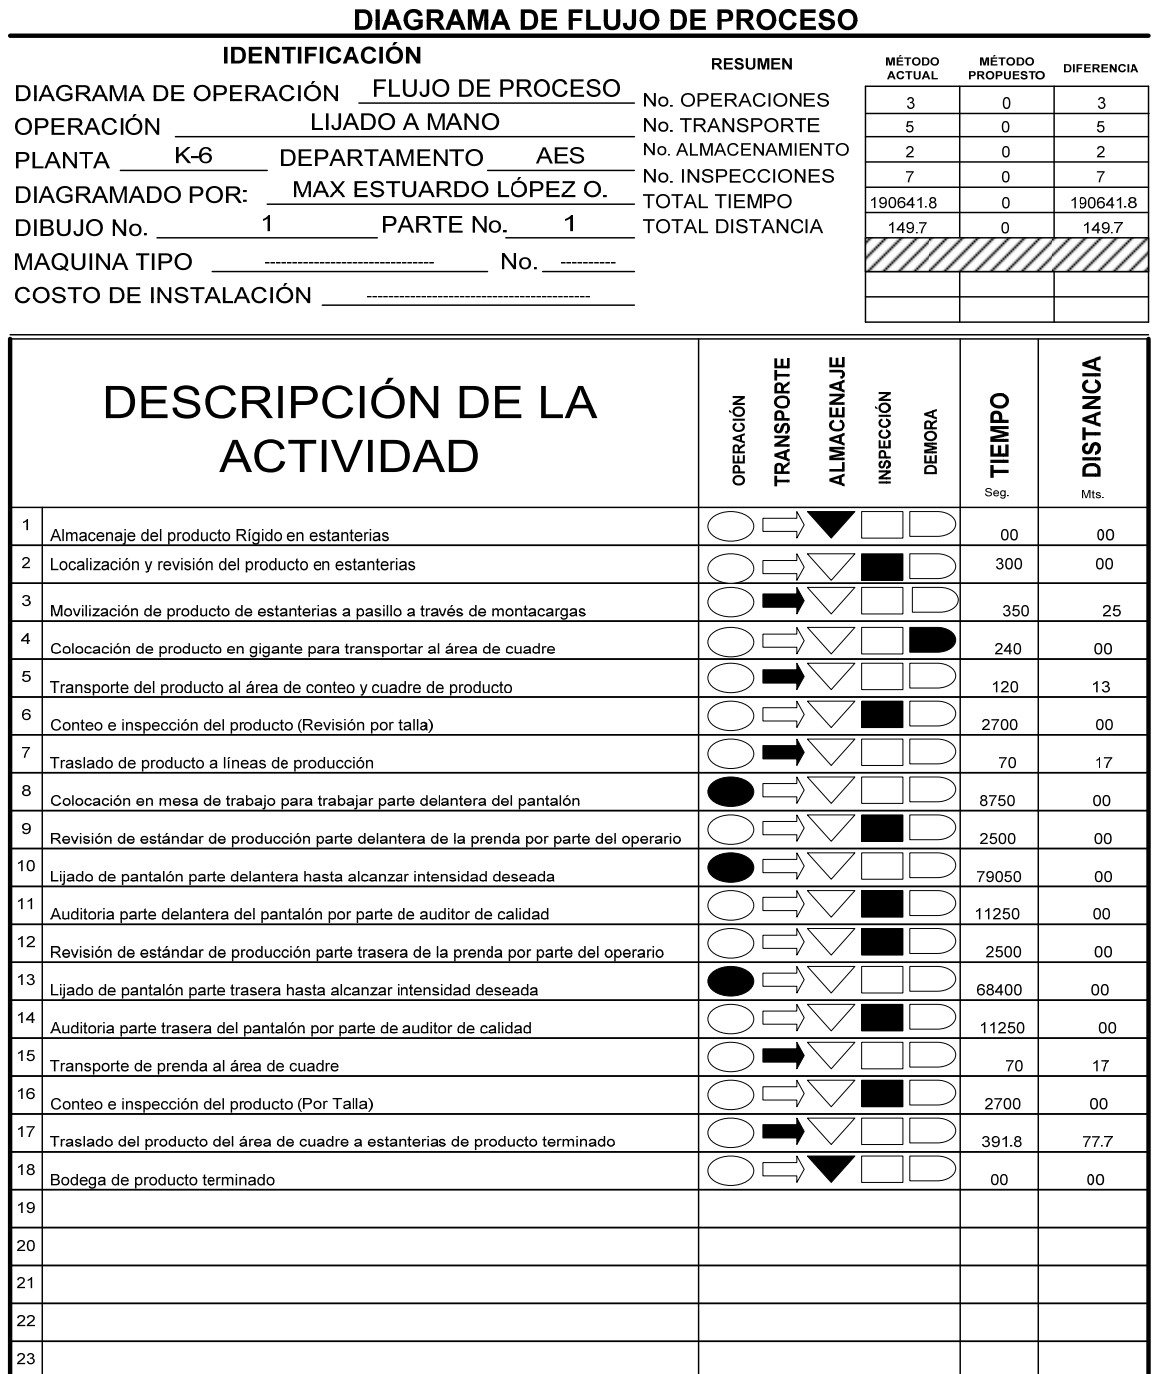 DIAGRAMA DE FLUJO DE PROCESO
IDENTIFICACIÓN
DIAGRAMA DE OPERACIÓN FLUJO DE PROCESO
OPERACIÓN LIJADO A MANO
PLANTA K-6 DEPARTAMENTO AES
DIAGRAMADO POR: MAX ESTUARDO LÓPEZ O.
DIBUJO No. 1 PARTE No. 1
MAQUINA TIPO ------------------------------- No. ----------
COSTO DE INSTALACIÓN -----------------------------------------
RESUMEN MÉTODO ACTUAL MÉTODO PROPUESTO DIFERENCIA
No. OPERACIONES 3 0 3
No. TRANSPORTE 5 0 5
No. ALMACENAMIENTO 2 0 2
No. INSPECCIONES 7 0 7
TOTAL TIEMPO 190641.8 0 190641.8
TOTAL DISTANCIA 149.7 0 149.7
DESCRIPCIÓN DE LA
ACTIVIDAD
OPERACIÓN
TRANSPORTE
ALMACENAJE
INSPECCIÓN
DEMORA
TIEMPO
Seg.
DISTANCIA
Mts.
1 Almacenaje del producto Rígido en estanterias 00 00
2 Localización y revisión del producto en estanterias 300 00
3 Movilización de producto de estanterias a pasillo a través de montacargas 350 25
4 Colocación de producto en gigante para transportar al área de cuadre 240 00
5 Transporte del producto al área de conteo y cuadre de producto 120 13
6 Conteo e inspección del producto (Revisión por talla) 2700 00
7 Traslado de producto a líneas de producción 70 17
8 Colocación en mesa de trabajo para trabajar parte delantera del pantalón 8750 00
9 Revisión de estándar de producción parte delantera de la prenda por parte del operario 2500 00
10 Lijado de pantalón parte delantera hasta alcanzar intensidad deseada 79050 00
11 Auditoria parte delantera del pantalón por parte de auditor de calidad 11250 00
12 Revisión de estándar de producción parte trasera de la prenda por parte del operario 2500 00
13 Lijado de pantalón parte trasera hasta alcanzar intensidad deseada 68400 00
14 Auditoria parte trasera del pantalón por parte de auditor de calidad 11250 00
15 Transporte de prenda al área de cuadre 70 17
16 Conteo e inspección del producto (Por Talla) 2700 00
17 Traslado del producto del área de cuadre a estanterias de producto terminado 391.8 77.7
18 Bodega de producto terminado 00 00
19
20
21
22
23